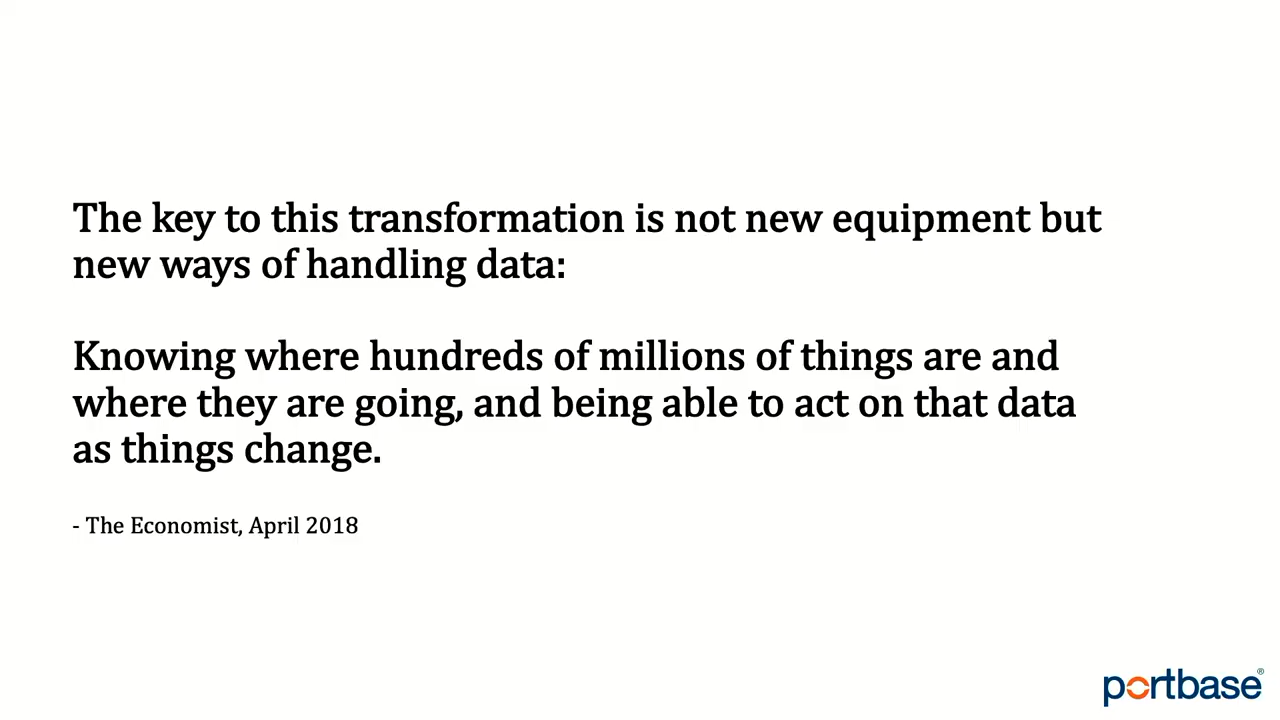 The key to this transformation is not new equipment but
new ways of handling data:
Knowing where hundreds of millions of things are and
where they are going, and being able to act on that data
as things change.
- The Economist, April 2018
portbase®